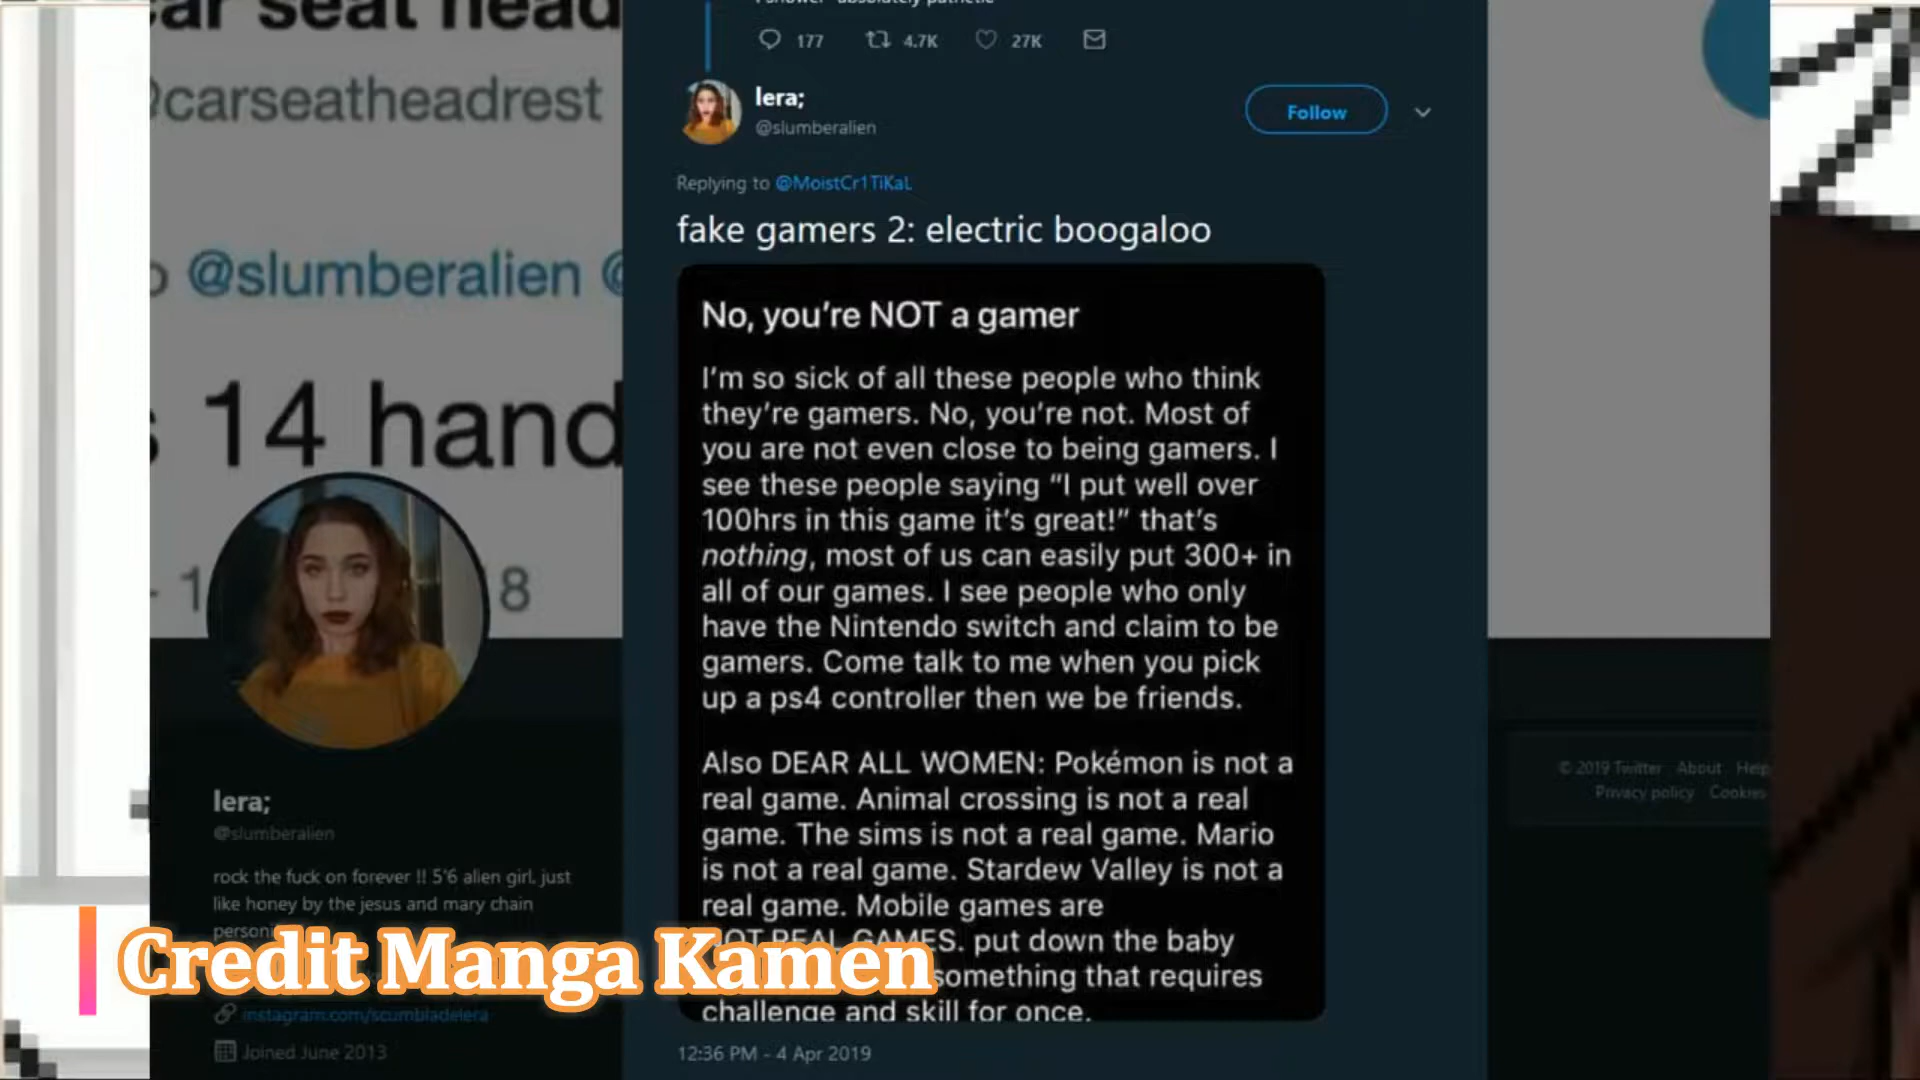 ar seat head
@carseatheadrest
@slumberalien @
14 hand
8
absolutely pathetic
177 4.7K 27K
lera;
@slumberalien
Follow
Replying to @MoistCr1TiKaL
fake gamers 2: electric boogaloo
No, you're NOT a gamer
I'm so sick of all these people who think
they're gamers. No, you're not. Most of
you are not even close to being gamers. I
see these people saying “I put well over
100hrs in this game it's great!” that's
nothing, most of us can easily put 300+ in
all of our games. I see people who only
have the Nintendo switch and claim to be
gamers. Come talk to me when you pick
up a ps4 controller then we be friends.
Also DEAR ALL WOMEN: Pokémon is not a
real game. Animal crossing is not a real
game. The sims is not a real game. Mario
is not a real game. Stardew Valley is not a
real game. Mobile games are
NOT REAL GAMES. put down the baby
something that requires
challenge and skill for once.
12:36 PM - 4 Apr 2019
lera;
@slumberalien
rock the fuck on forever !! 5'6 alien girl. just
like honey by the jesus and mary chain
Credit Manga Kamen
instagram.com/scumbladelera
Joined June 2013
© 2019 Twitter About Help
Privacy policy Cookies